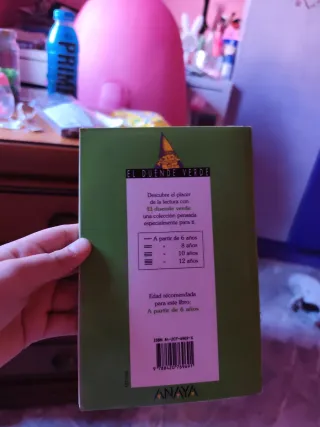 PRIME
EL DUENDE VERDE
Descubre el placer
de la lectura con
El duende verde,
una colección pensada
especialmente para ti.
A partir de 6 años
" 8 años
" 10 años
" 12 años
Edad recomendada
para este libro:
A partir de 8 años.
ANAYA